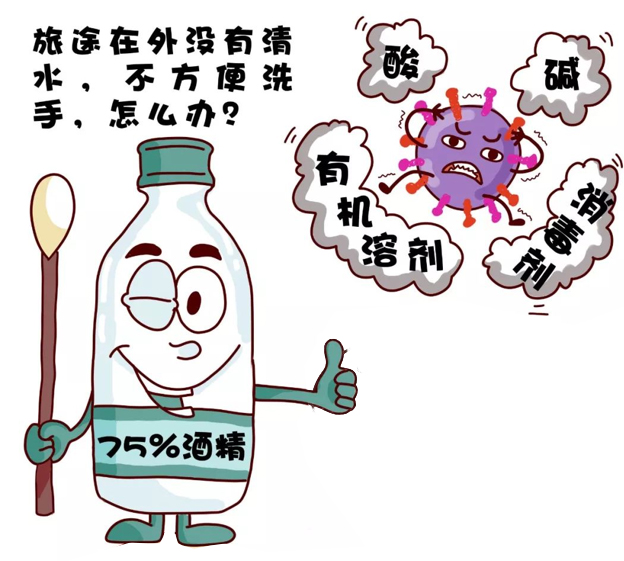 旅途在外没有清
水，不方便洗
手，怎么办？
酸
碱
有机溶剂
消毒剂
75%酒精